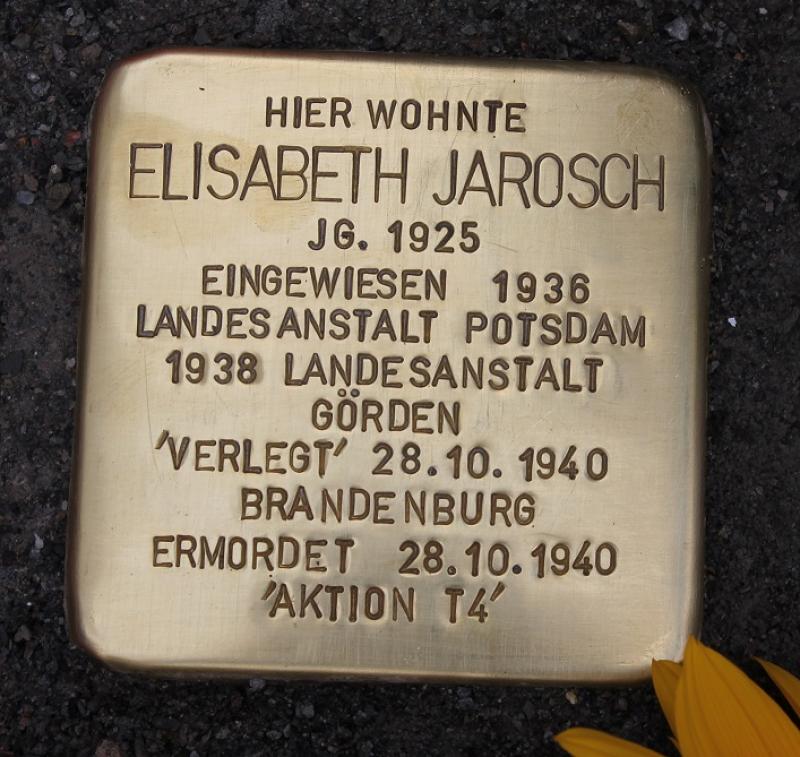 HIER WOHNTE
ELISABETH JAROSCH
JG. 1925
EINGEWIESEN 1936
LANDESANSTALT POTSDAM
1938 LANDESANSTALT
GÖRDEN
'VERLEGT' 28.10.1940
BRANDENBURG
ERMORDET 28.10.1940
'AKTION T4'